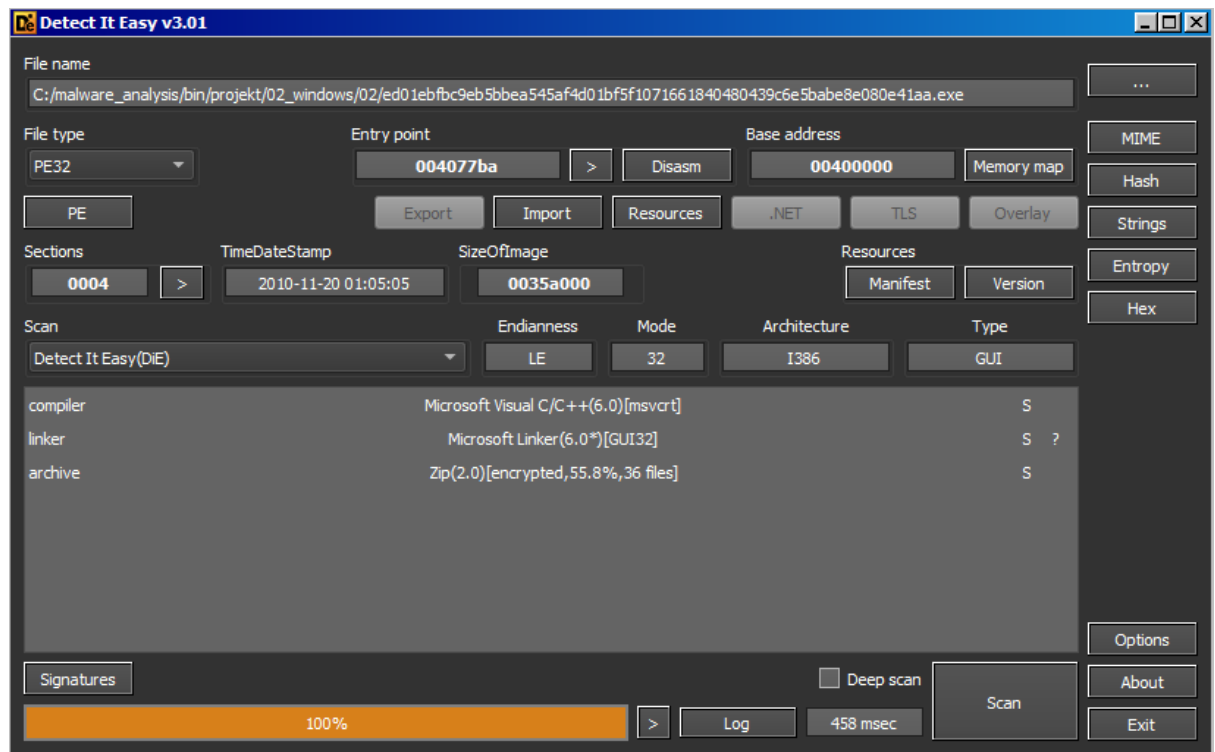 Detect It Easy v3.01
File name
C:/malware_analysis/bin/projekt/02_windows/02/ed01ebfbc9eb5bbea545af4d01bf5f1071661840480439c6e5babe8e080e41aa.exe ...
File type Entry point Base address MIME
PE32 004077ba > Disasm 00400000 Memory map
Hash
PE Export Import Resources .NET TLS Overlay Strings
Sections TimeDateStamp SizeOfImage Resources
0004 > 2010-11-20 01:05:05 0035a000 Manifest Version Entropy
Hex
Scan Endianness Mode Architecture Type
Detect It Easy(DiE) LE 32 I386 GUI
compiler Microsoft Visual C/C++(6.0)[msvcrt] S
linker Microsoft Linker(6.0*)[GUI32] S ?
archive Zip(2.0)[encrypted,55.8%,36 files] S
Options
Signatures Deep scan Scan About
100% > Log 458 msec Exit